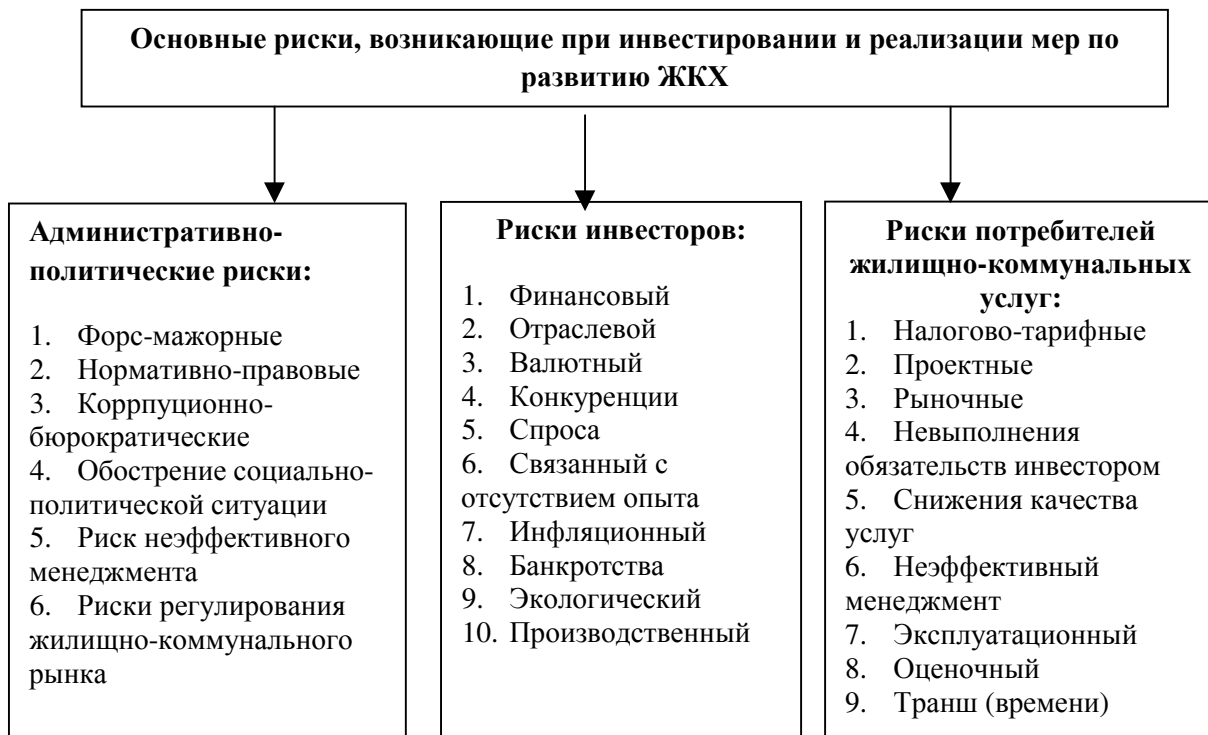 Основные риски, возникающие при инвестировании и реализации мер по
развитию ЖКХ
Административно-
политические риски:
1. Форс-мажорные
2. Нормативно-правовые
3. Коррпуционно-
бюрократические
4. Обострение социально-
политической ситуации
5. Риск неэффективного
менеджмента
6. Риски регулирования
жилищно-коммунального
рынка
Риски инвесторов:
1. Финансовый
2. Отраслевой
3. Валютный
4. Конкуренции
5. Спроса
6. Связанный с
отсутствием опыта
7. Инфляционный
8. Банкротства
9. Экологический
10. Производственный
Риски потребителей
жилищно-коммунальных
услуг:
1. Налогово-тарифные
2. Проектные
3. Рыночные
4. Невыполнения
обязательств инвестором
5. Снижения качества
услуг
6. Неэффективный
менеджмент
7. Эксплуатационный
8. Оценочный
9. Транш (времени)